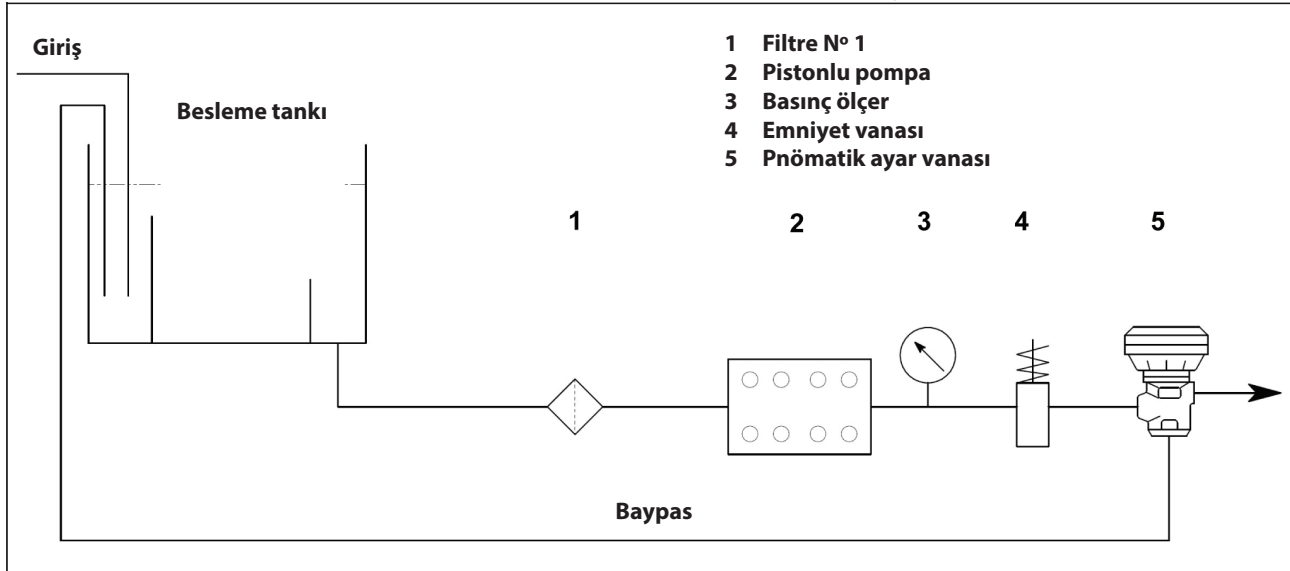 Giriş
Besleme tankı
1 Filtre Nº 1
2 Pistonlu pompa
3 Basınç ölçer
4 Emniyet vanası
5 Pnömatik ayar vanası
1 2 3 4 5
Baypas